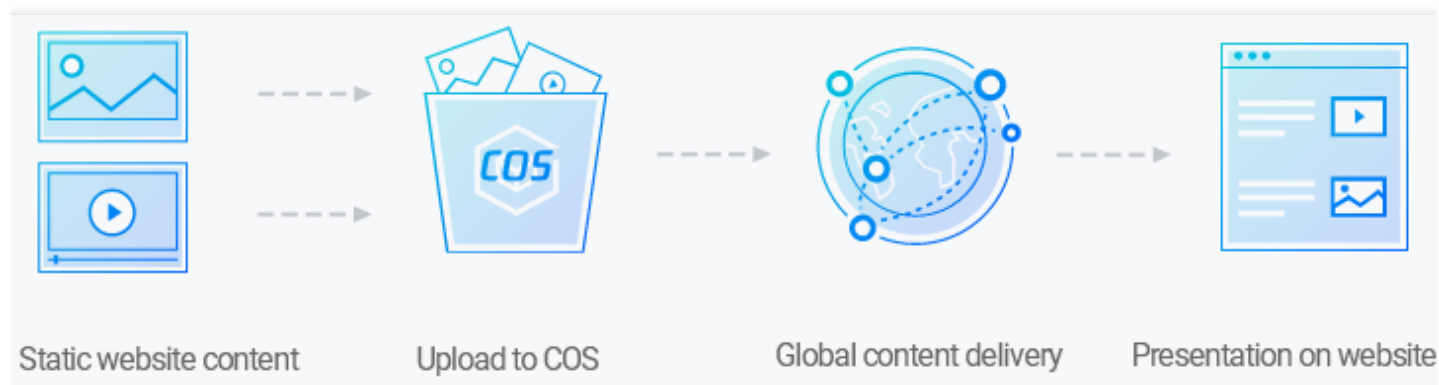 COS
Static website content
Upload to COS
Global content delivery
Presentation on website